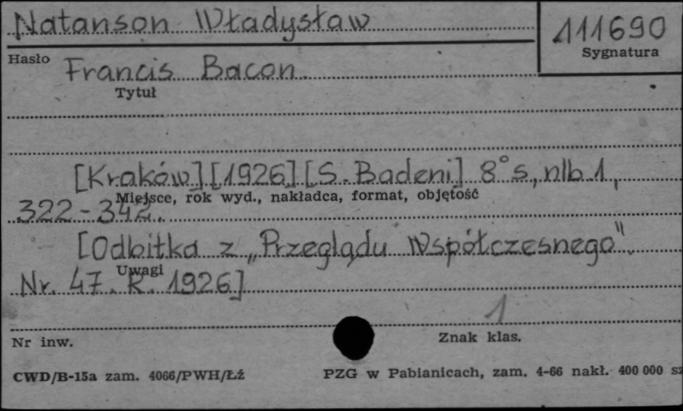 Natanson Władysław
111690
Hasło
Sygnatura
Francis Bacon
Tytuł
[Kraków] [1926] [S. Badeni] 8° s, nlb 1,
Miejsce, rok wyd., nakładca, format, objętość
322-342.
[Odbitka z „Przeglądu Współczesnego".
Uwagi
Nr. 47. R. 1926]
1
Nr inw.
Znak klas.
CWD/B-15a zam. 4066/PWH/Łź
PZG w Pabianicach, zam. 4-66 nakł. 400 000 sz